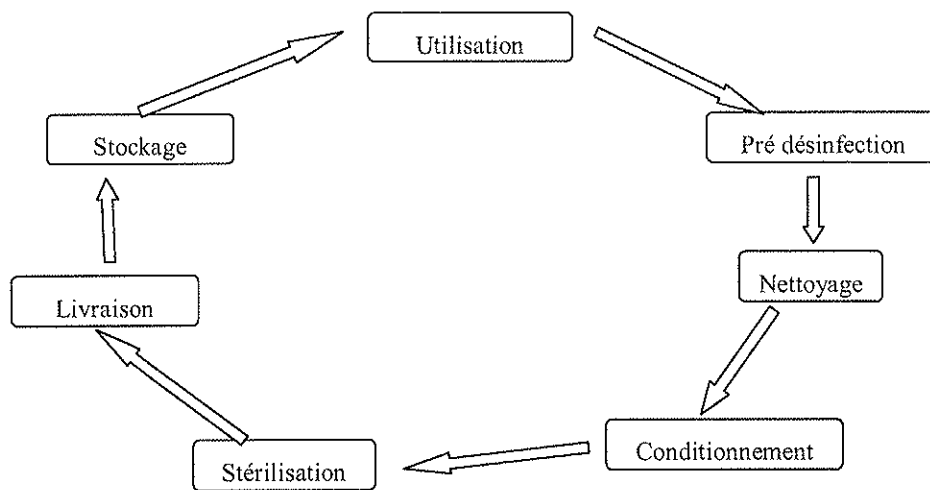 Utilisation
Pré désinfection
Nettoyage
Conditionnement
Stérilisation
Livraison
Stockage